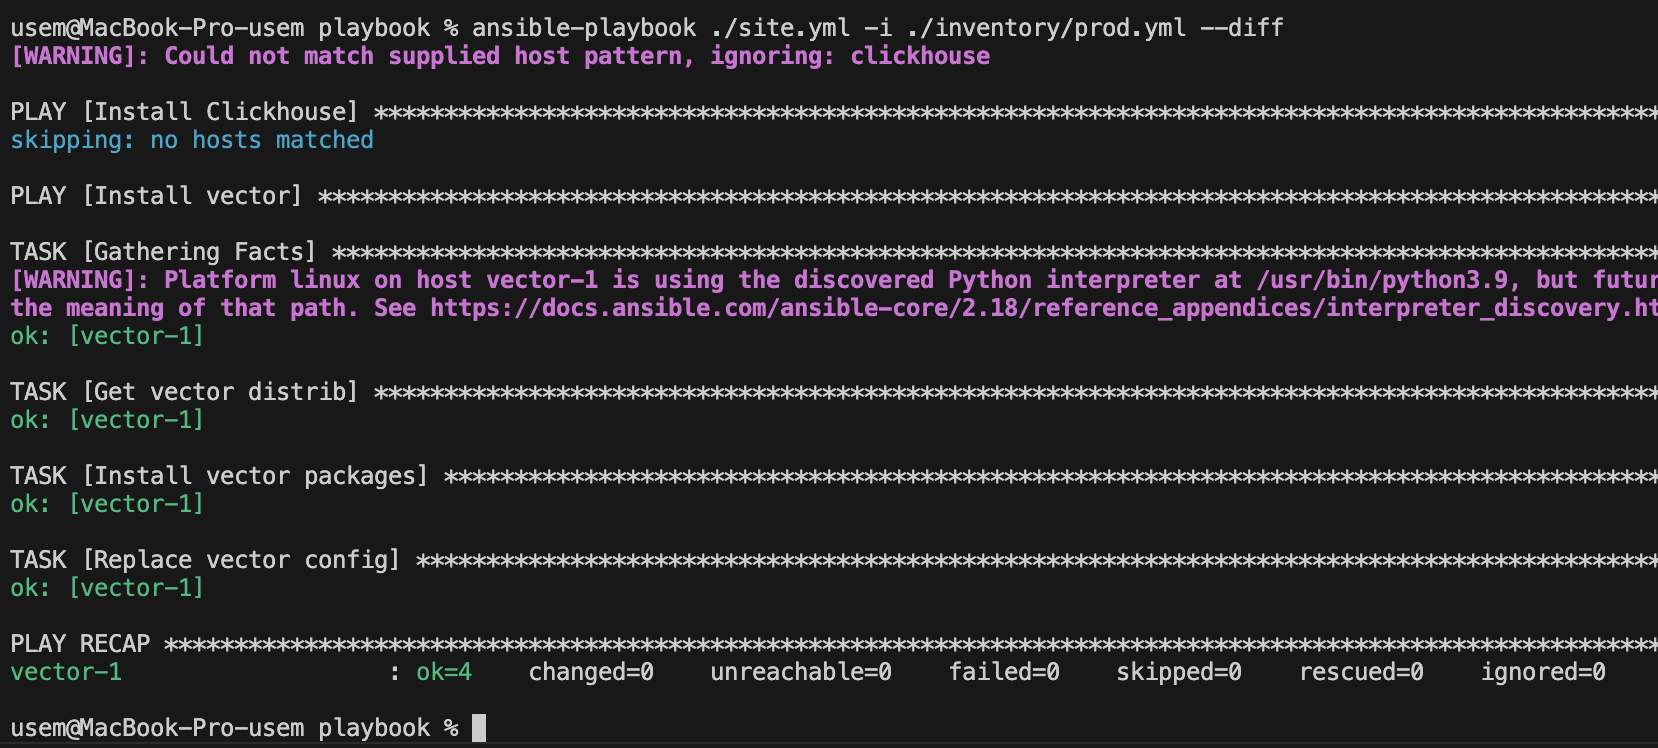 usem@MacBook-Pro-usem playbook % ansible-playbook ./site.yml -i ./inventory/prod.yml --diff
[WARNING]: Could not match supplied host pattern, ignoring: clickhouse
PLAY [Install Clickhouse] *******************************************************************************************
skipping: no hosts matched
PLAY [Install vector] ***********************************************************************************************
TASK [Gathering Facts] **********************************************************************************************
[WARNING]: Platform linux on host vector-1 is using the discovered Python interpreter at /usr/bin/python3.9, but futur
the meaning of that path. See https://docs.ansible.com/ansible-core/2.18/reference_appendices/interpreter_discovery.ht
ok: [vector-1]
TASK [Get vector distrib] *******************************************************************************************
ok: [vector-1]
TASK [Install vector packages] **************************************************************************************
ok: [vector-1]
TASK [Replace vector config] ****************************************************************************************
ok: [vector-1]
PLAY RECAP **********************************************************************************************************
vector-1                   : ok=4    changed=0    unreachable=0    failed=0    skipped=0    rescued=0    ignored=0
usem@MacBook-Pro-usem playbook %